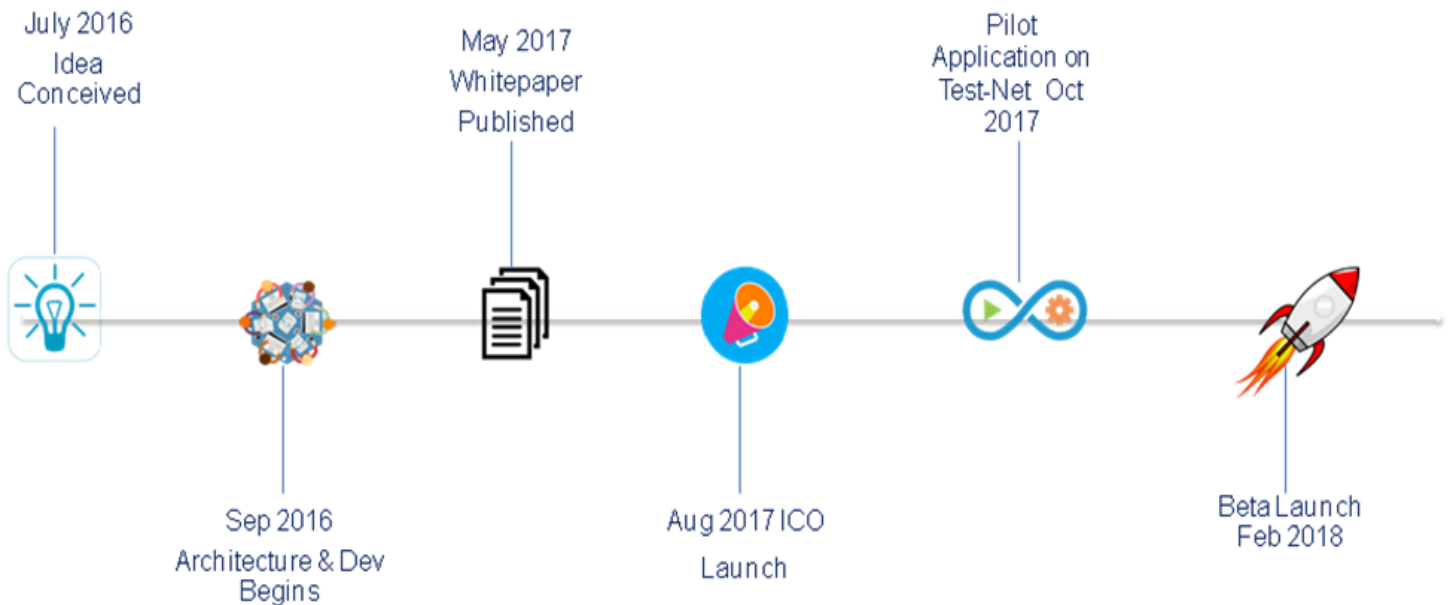 July 2016
Idea
Conceived
Sep 2016
Architecture & Dev
Begins
May 2017
Whitepaper
Published
Aug 2017 ICO
Launch
Pilot
Application on
Test-Net Oct
2017
Beta Launch
Feb 2018